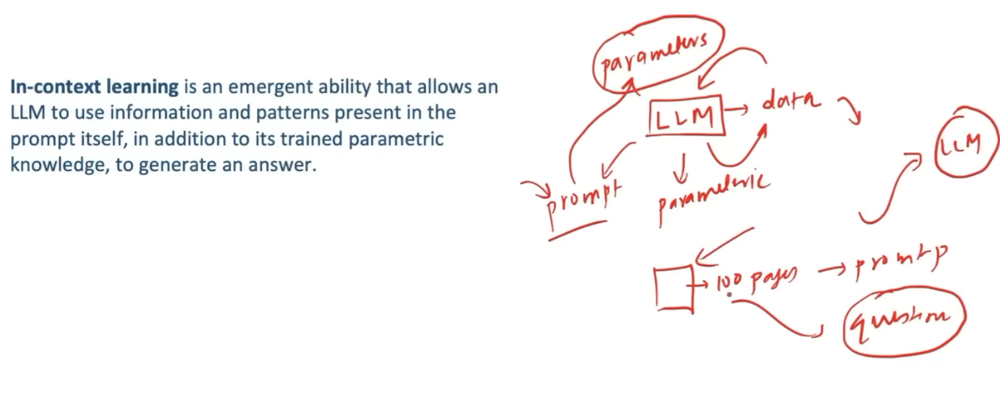 In-context learning is an emergent ability that allows an
LLM to use information and patterns present in the
prompt itself, in addition to its trained parametric
knowledge, to generate an answer.
parameters
LLM → data
LLM
prompt
parametric
→ 100 pages → promtp
question